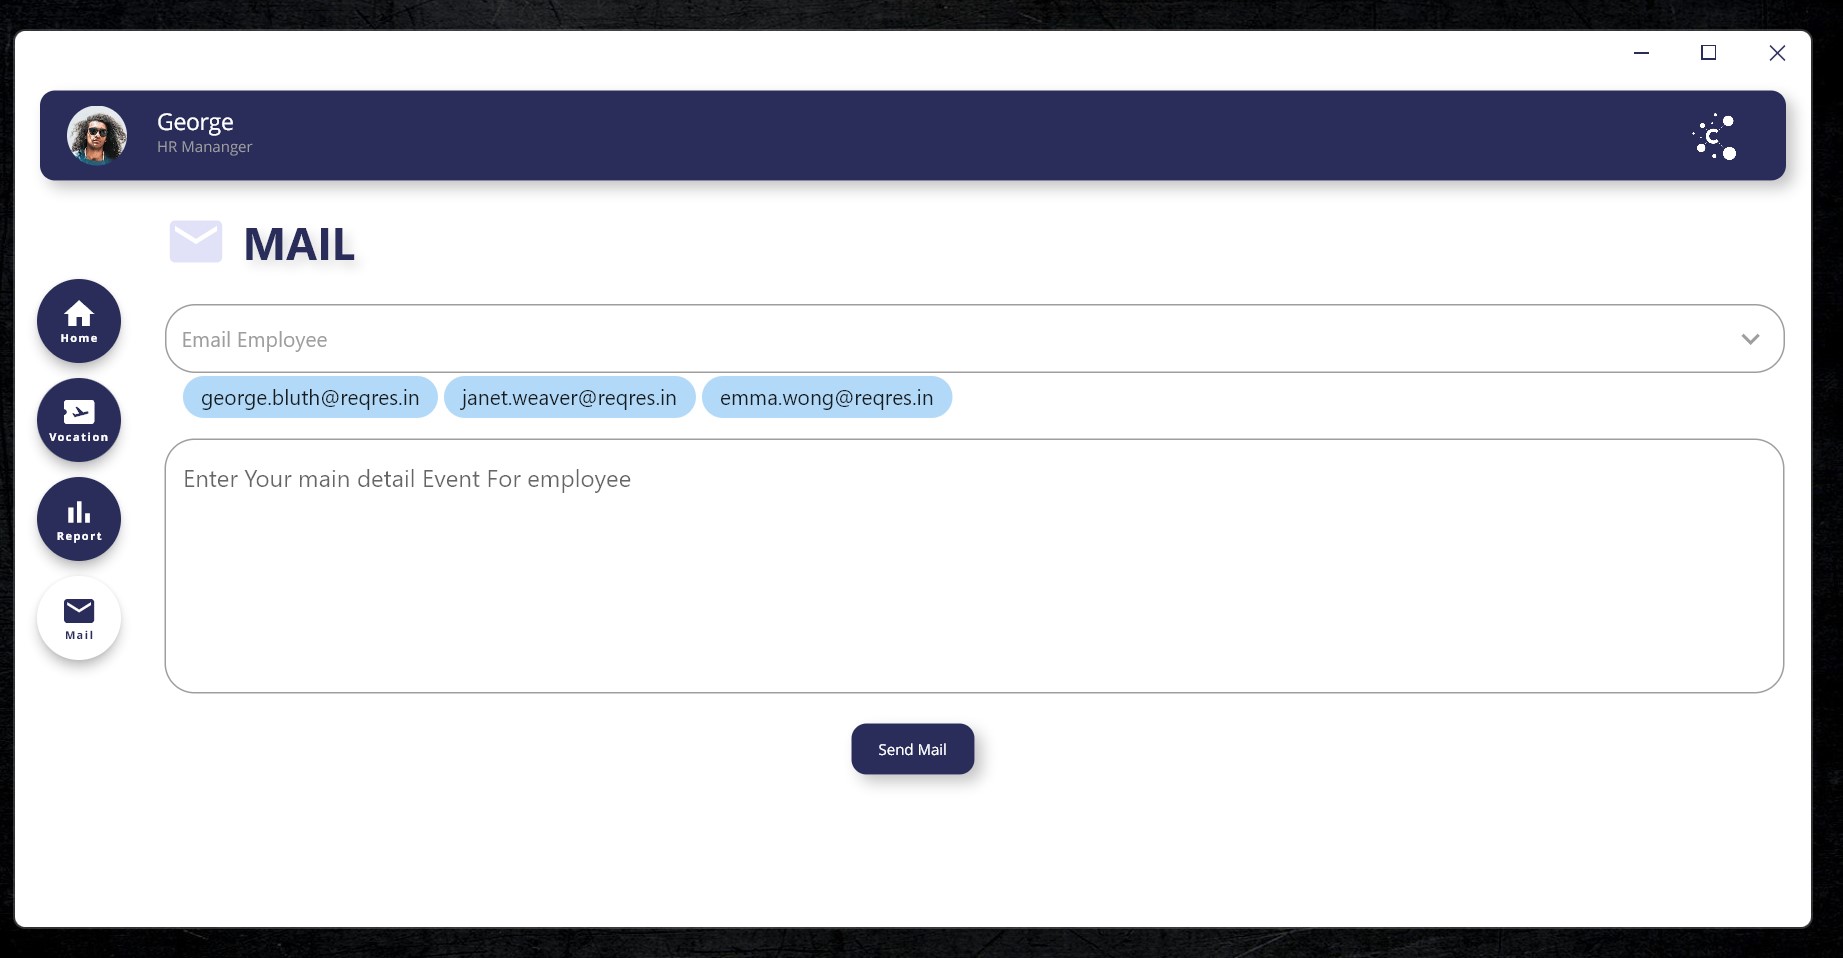 George
HR Mananger
MAIL
Home
Vocation
Report
Mail
Email Employee
george.bluth@reqres.in janet.weaver@reqres.in emma.wong@reqres.in
Enter Your main detail Event For employee
Send Mail